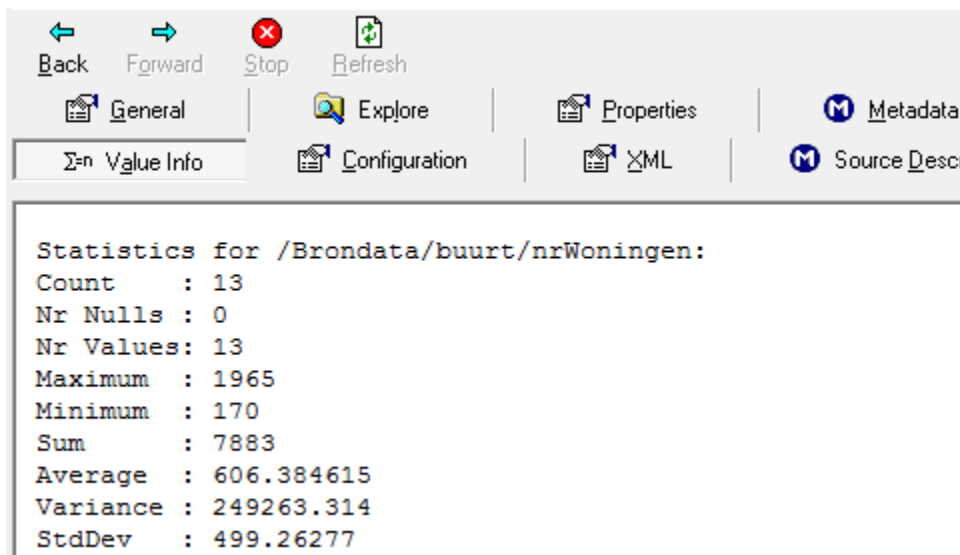 Back Forward Stop Refresh
General Explore Properties Metadata
Σ=n Value Info Configuration XML Source Desc
Statistics for /Brondata/buurt/nrWoningen:
Count : 13
Nr Nulls : 0
Nr Values: 13
Maximum : 1965
Minimum : 170
Sum : 7883
Average : 606.384615
Variance : 249263.314
StdDev : 499.26277